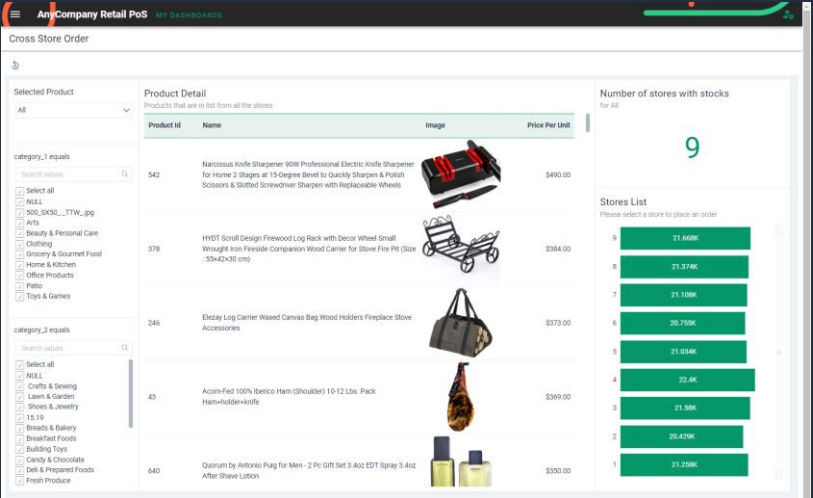 AnyCompany Retail PoS MY DASHBOARDS
Cross Store Order
Selected Product
All
category_1 equals
Search values
Select all
NULL
500_SX50__TTW_.jpg
Arts
Beauty & Personal Care
Clothing
Grocery & Gourmet Food
Home & Kitchen
Office Products
Patio
Toys & Games
category_2 equals
Search values
Select all
NULL
Crafts & Sewing
Lawn & Garden
Shoes & Jewelry
15.19
Breads & Bakery
Breakfast Foods
Building Toys
Candy & Chocolate
Deli & Prepared Foods
Fresh Produce
Product Detail
Products that are in list from all the stores
Product Id Name Image Price Per Unit
542 Narcissus Knife Sharpener 90W Professional Electric Knife Sharpener
for Home 2 Stages at 15-Degree Bevel to Quickly Sharpen & Polish
Scissors & Slotted Screwdriver Sharpen with Replaceable Wheels
$490.00
378 HYDT Scroll Design Firewood Log Rack with Decor Wheel Small
Wrought Iron Fireside Companion Wood Carrier for Stove Fire Pit (Size
: 55×42×30 cm)
$384.00
246 Elezay Log Carrier Waxed Canvas Bag Wood Holders Fireplace Stove
Accessories
$373.00
43 Acorn-Fed 100% Iberico Ham (Shoulder) 10-12 Lbs. Pack
Ham+holder+knife
$369.00
640 Quorum by Antonio Puig for Men - 2 Pc Gift Set 3.4oz EDT Spray 3.4oz
After Shave Lotion
$350.00
Number of stores with stocks
for All
9
Stores List
Please select a store to place an order
9 21.668K
8 21.374K
7 21.108K
6 20.755K
5 21.034K
4 22.4K
3 21.58K
2 20.429K
1 21.258K